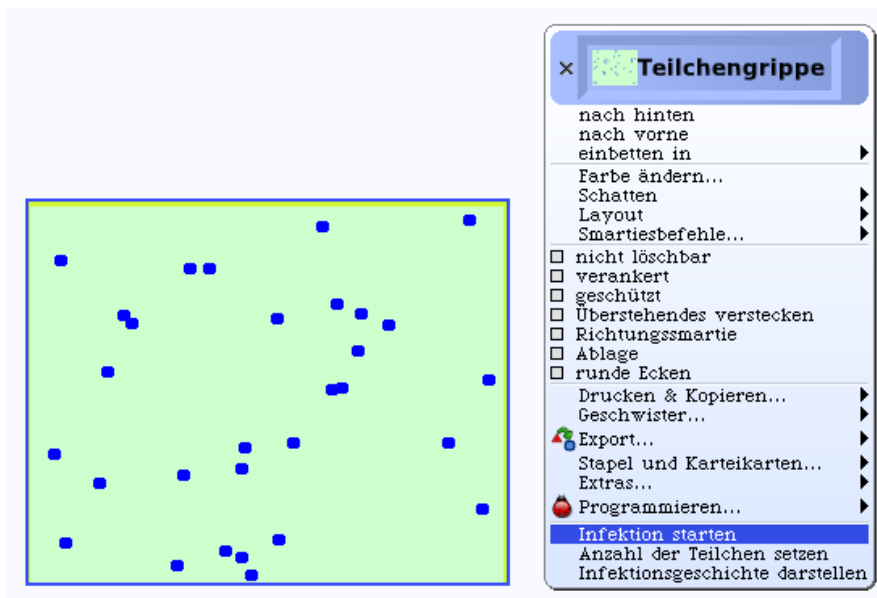 × Teilchengrippe
nach hinten
nach vorne
einbetten in
Farbe ändern...
Schatten
Layout
Smartiesbefehle...
nicht löschbar
verankert
geschützt
Überstehendes verstecken
Richtungssmartie
Ablage
runde Ecken
Drucken & Kopieren...
Geschwister...
Export...
Stapel und Karteikarten...
Extras...
Programmieren...
Infektion starten
Anzahl der Teilchen setzen
Infektionsgeschichte darstellen